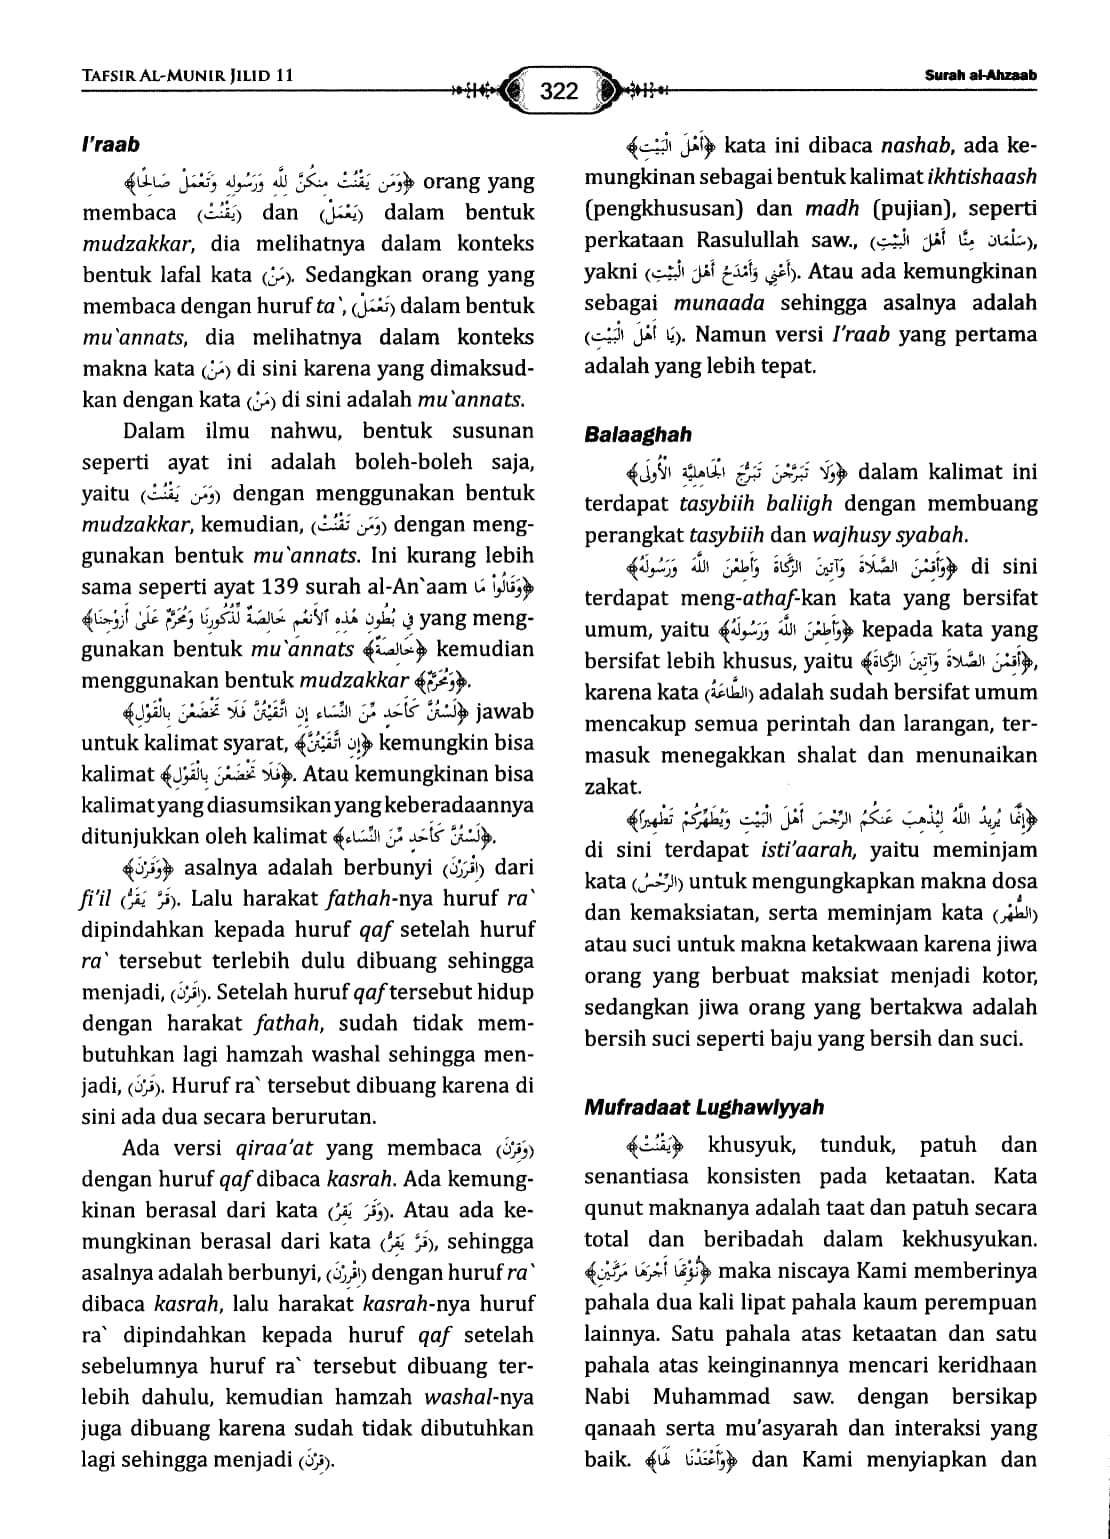 TAFSIR AL-MUNIR JILID 11
322
Surah al-Ahzaab
I'raab
﴿وَمَن يَقْنُتْ مِنكُنَّ لِلَّهِ وَرَسُولِهِ وَتَعْمَلْ صَالِحًا﴾ orang yang
membaca (يَقْنُتْ) dan (يَعْمَلْ) dalam bentuk
mudzakkar, dia melihatnya dalam konteks
bentuk lafal kata (مَنْ). Sedangkan orang yang
membaca dengan huruf ta`, (تَعْمَلْ) dalam bentuk
mu`annats, dia melihatnya dalam konteks
makna kata (مَنْ) di sini karena yang dimaksud-
kan dengan kata (مَنْ) di sini adalah mu`annats.
Dalam ilmu nahwu, bentuk susunan
seperti ayat ini adalah boleh-boleh saja,
yaitu (وَمَن يَقْنُتْ) dengan menggunakan bentuk
mudzakkar, kemudian, (وَمَن تَقْنُتْ) dengan meng-
gunakan bentuk mu`annats. Ini kurang lebih
sama seperti ayat 139 surah al-An`aam ﴿وَقَالُواْ مَا
فِي بُطُونِ هَٰذِهِ ٱلْأَنْعَٰمِ خَالِصَةٌ لِّذُكُورِنَا وَمُحَرَّمٌ عَلَىٰ أَزْوَٰجِنَا﴾ yang meng-
gunakan bentuk mu`annats ﴿خَالِصَةٌ﴾ kemudian
menggunakan bentuk mudzakkar ﴿وَمُحَرَّمٌ﴾.
﴿لَسْتُنَّ كَأَحَدٍ مِّنَ النِّسَاء إِنِ اتَّقَيْتُنَّ فَلَا تَخْضَعْنَ بِالْقَوْلِ﴾ jawab
untuk kalimat syarat, ﴿إِنِ اتَّقَيْتُنَّ﴾ kemungkin bisa
kalimat ﴿فَلَا تَخْضَعْنَ بِالْقَوْلِ﴾. Atau kemungkinan bisa
kalimat yang diasumsikan yang keberadaannya
ditunjukkan oleh kalimat ﴿لَسْتُنَّ كَأَحَدٍ مِّنَ النِّسَاء﴾.
﴿وَقَرْنَ﴾ asalnya adalah berbunyi (اقْرَرْنَ) dari
fi'il (قَرَّ يَقَرُّ). Lalu harakat fathah-nya huruf ra`
dipindahkan kepada huruf qaf setelah huruf
ra` tersebut terlebih dulu dibuang sehingga
menjadi, (اقَرْنَ). Setelah huruf qaf tersebut hidup
dengan harakat fathah, sudah tidak mem-
butuhkan lagi hamzah washal sehingga men-
jadi, (قَرْنَ). Huruf ra` tersebut dibuang karena di
sini ada dua secara berurutan.
Ada versi qiraa'at yang membaca (وَقِرْنَ)
dengan huruf qaf dibaca kasrah. Ada kemung-
kinan berasal dari kata (وَقَرَ يَقِرُ). Atau ada ke-
mungkinan berasal dari kata (قَرَّ يَقِرُّ), sehingga
asalnya adalah berbunyi, (اقْرِرْنَ) dengan huruf ra`
dibaca kasrah, lalu harakat kasrah-nya huruf
ra` dipindahkan kepada huruf qaf setelah
sebelumnya huruf ra` tersebut dibuang ter-
lebih dahulu, kemudian hamzah washal-nya
juga dibuang karena sudah tidak dibutuhkan
lagi sehingga menjadi (قِرْنَ).
﴿أَهْلَ الْبَيْتِ﴾ kata ini dibaca nashab, ada ke-
mungkinan sebagai bentuk kalimat ikhtishaash
(pengkhususan) dan madh (pujian), seperti
perkataan Rasulullah saw., (سَلْمَان مِنَّا أَهْلَ الْبَيْتِ),
yakni (أَعْنِي وَأَمْدَحُ أَهْلَ الْبَيْتِ). Atau ada kemungkinan
sebagai munaada sehingga asalnya adalah
(يَا أَهْلَ الْبَيْتِ). Namun versi I'raab yang pertama
adalah yang lebih tepat.
Balaaghah
﴿وَلَا تَبَرَّجْنَ تَبَرُّجَ الْجَاهِلِيَّةِ الْأُولَى﴾ dalam kalimat ini
terdapat tasybiih baliigh dengan membuang
perangkat tasybiih dan wajhusy syabah.
﴿وَأَقِمْنَ الصَّلَاةَ وَآتِينَ الزَّكَاةَ وَأَطِعْنَ اللَّهَ وَرَسُولَهُ﴾ di sini
terdapat meng-athaf-kan kata yang bersifat
umum, yaitu ﴿وَأَطِعْنَ اللَّهَ وَرَسُولَهُ﴾ kepada kata yang
bersifat lebih khusus, yaitu ﴿أَقِمْنَ الصَّلَاةَ وَآتِينَ الزَّكَاةَ﴾,
karena kata (الطَّاعَةُ) adalah sudah bersifat umum
mencakup semua perintah dan larangan, ter-
masuk menegakkan shalat dan menunaikan
zakat.
﴿إِنَّمَا يُرِيدُ اللَّهُ لِيُذْهِبَ عَنكُمُ الرِّجْسَ أَهْلَ الْبَيْتِ وَيُطَهِّرَكُمْ تَطْهِيرًا﴾
di sini terdapat isti'aarah, yaitu meminjam
kata (الرِّجْسُ) untuk mengungkapkan makna dosa
dan kemaksiatan, serta meminjam kata (الطُّهْرِ)
atau suci untuk makna ketakwaan karena jiwa
orang yang berbuat maksiat menjadi kotor,
sedangkan jiwa orang yang bertakwa adalah
bersih suci seperti baju yang bersih dan suci.
Mufradaat Lughawiyyah
﴿يَقْنُتْ﴾ khusyuk, tunduk, patuh dan
senantiasa konsisten pada ketaatan. Kata
qunut maknanya adalah taat dan patuh secara
total dan beribadah dalam kekhusyukan.
﴿نُّؤْتِهَا أَجْرَهَا مَرَّتَيْنِ﴾ maka niscaya Kami memberinya
pahala dua kali lipat pahala kaum perempuan
lainnya. Satu pahala atas ketaatan dan satu
pahala atas keinginannya mencari keridhaan
Nabi Muhammad saw. dengan bersikap
qanaah serta mu'asyarah dan interaksi yang
baik. ﴿وَأَعْتَدْنَا لَهَا﴾ dan Kami menyiapkan dan